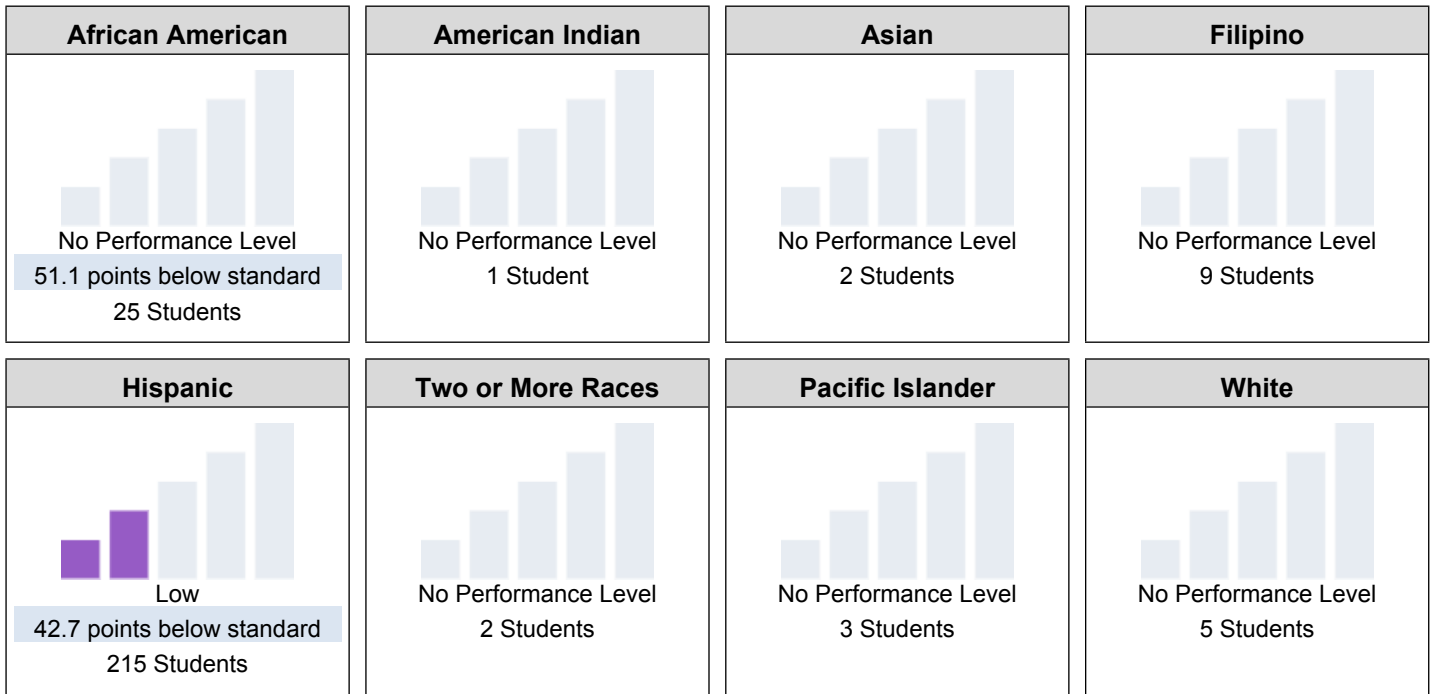 African American
No Performance Level
51.1 points below standard
25 Students
American Indian
No Performance Level
1 Student
Asian
No Performance Level
2 Students
Filipino
No Performance Level
9 Students
Hispanic
Low
42.7 points below standard
215 Students
Two or More Races
No Performance Level
2 Students
Pacific Islander
No Performance Level
3 Students
White
No Performance Level
5 Students